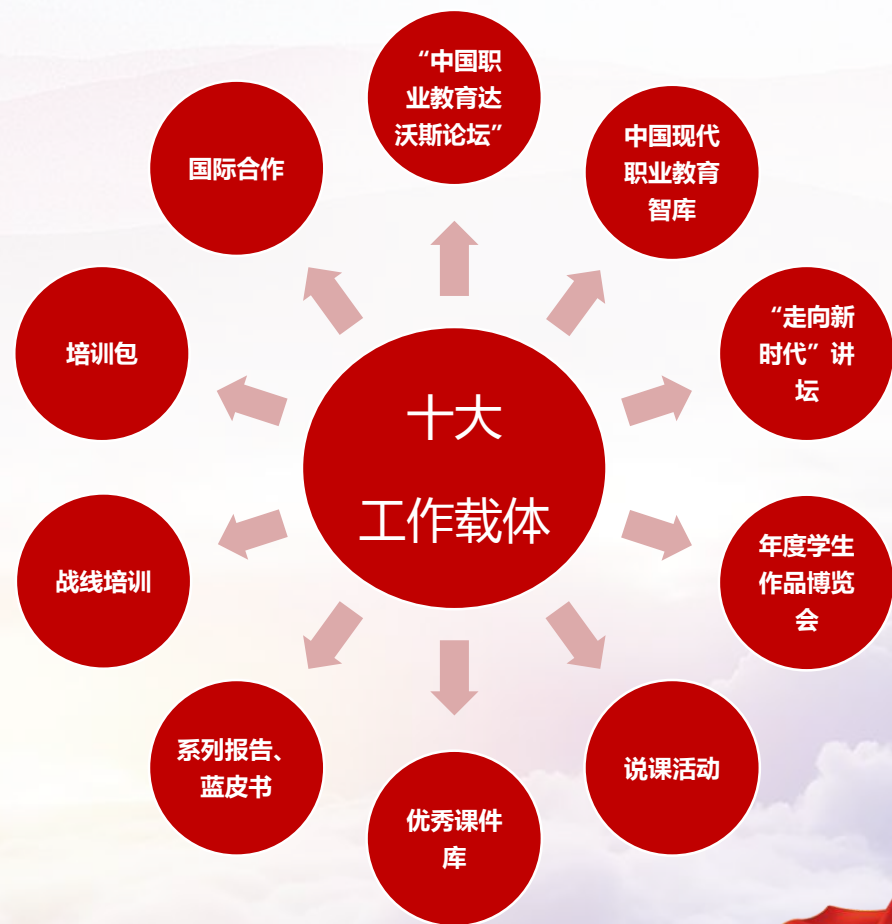 “中国职
业教育达
沃斯论坛”
中国现代
职业教育
智库
“走向新
时代”讲
坛
年度学生
作品博览
会
说课活动
优秀课件
库
系列报告、
蓝皮书
战线培训
培训包
国际合作
十大
工作载体